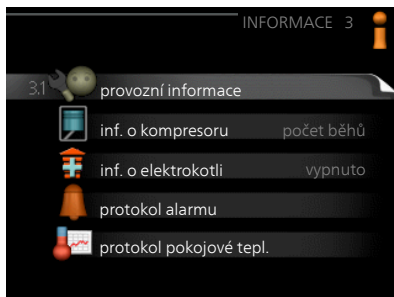 INFORMACE 3
3.1 provozní informace
inf. o kompresoru počet běhů
inf. o elektrokotli vypnuto
protokol alarmu
protokol pokojové tepl.